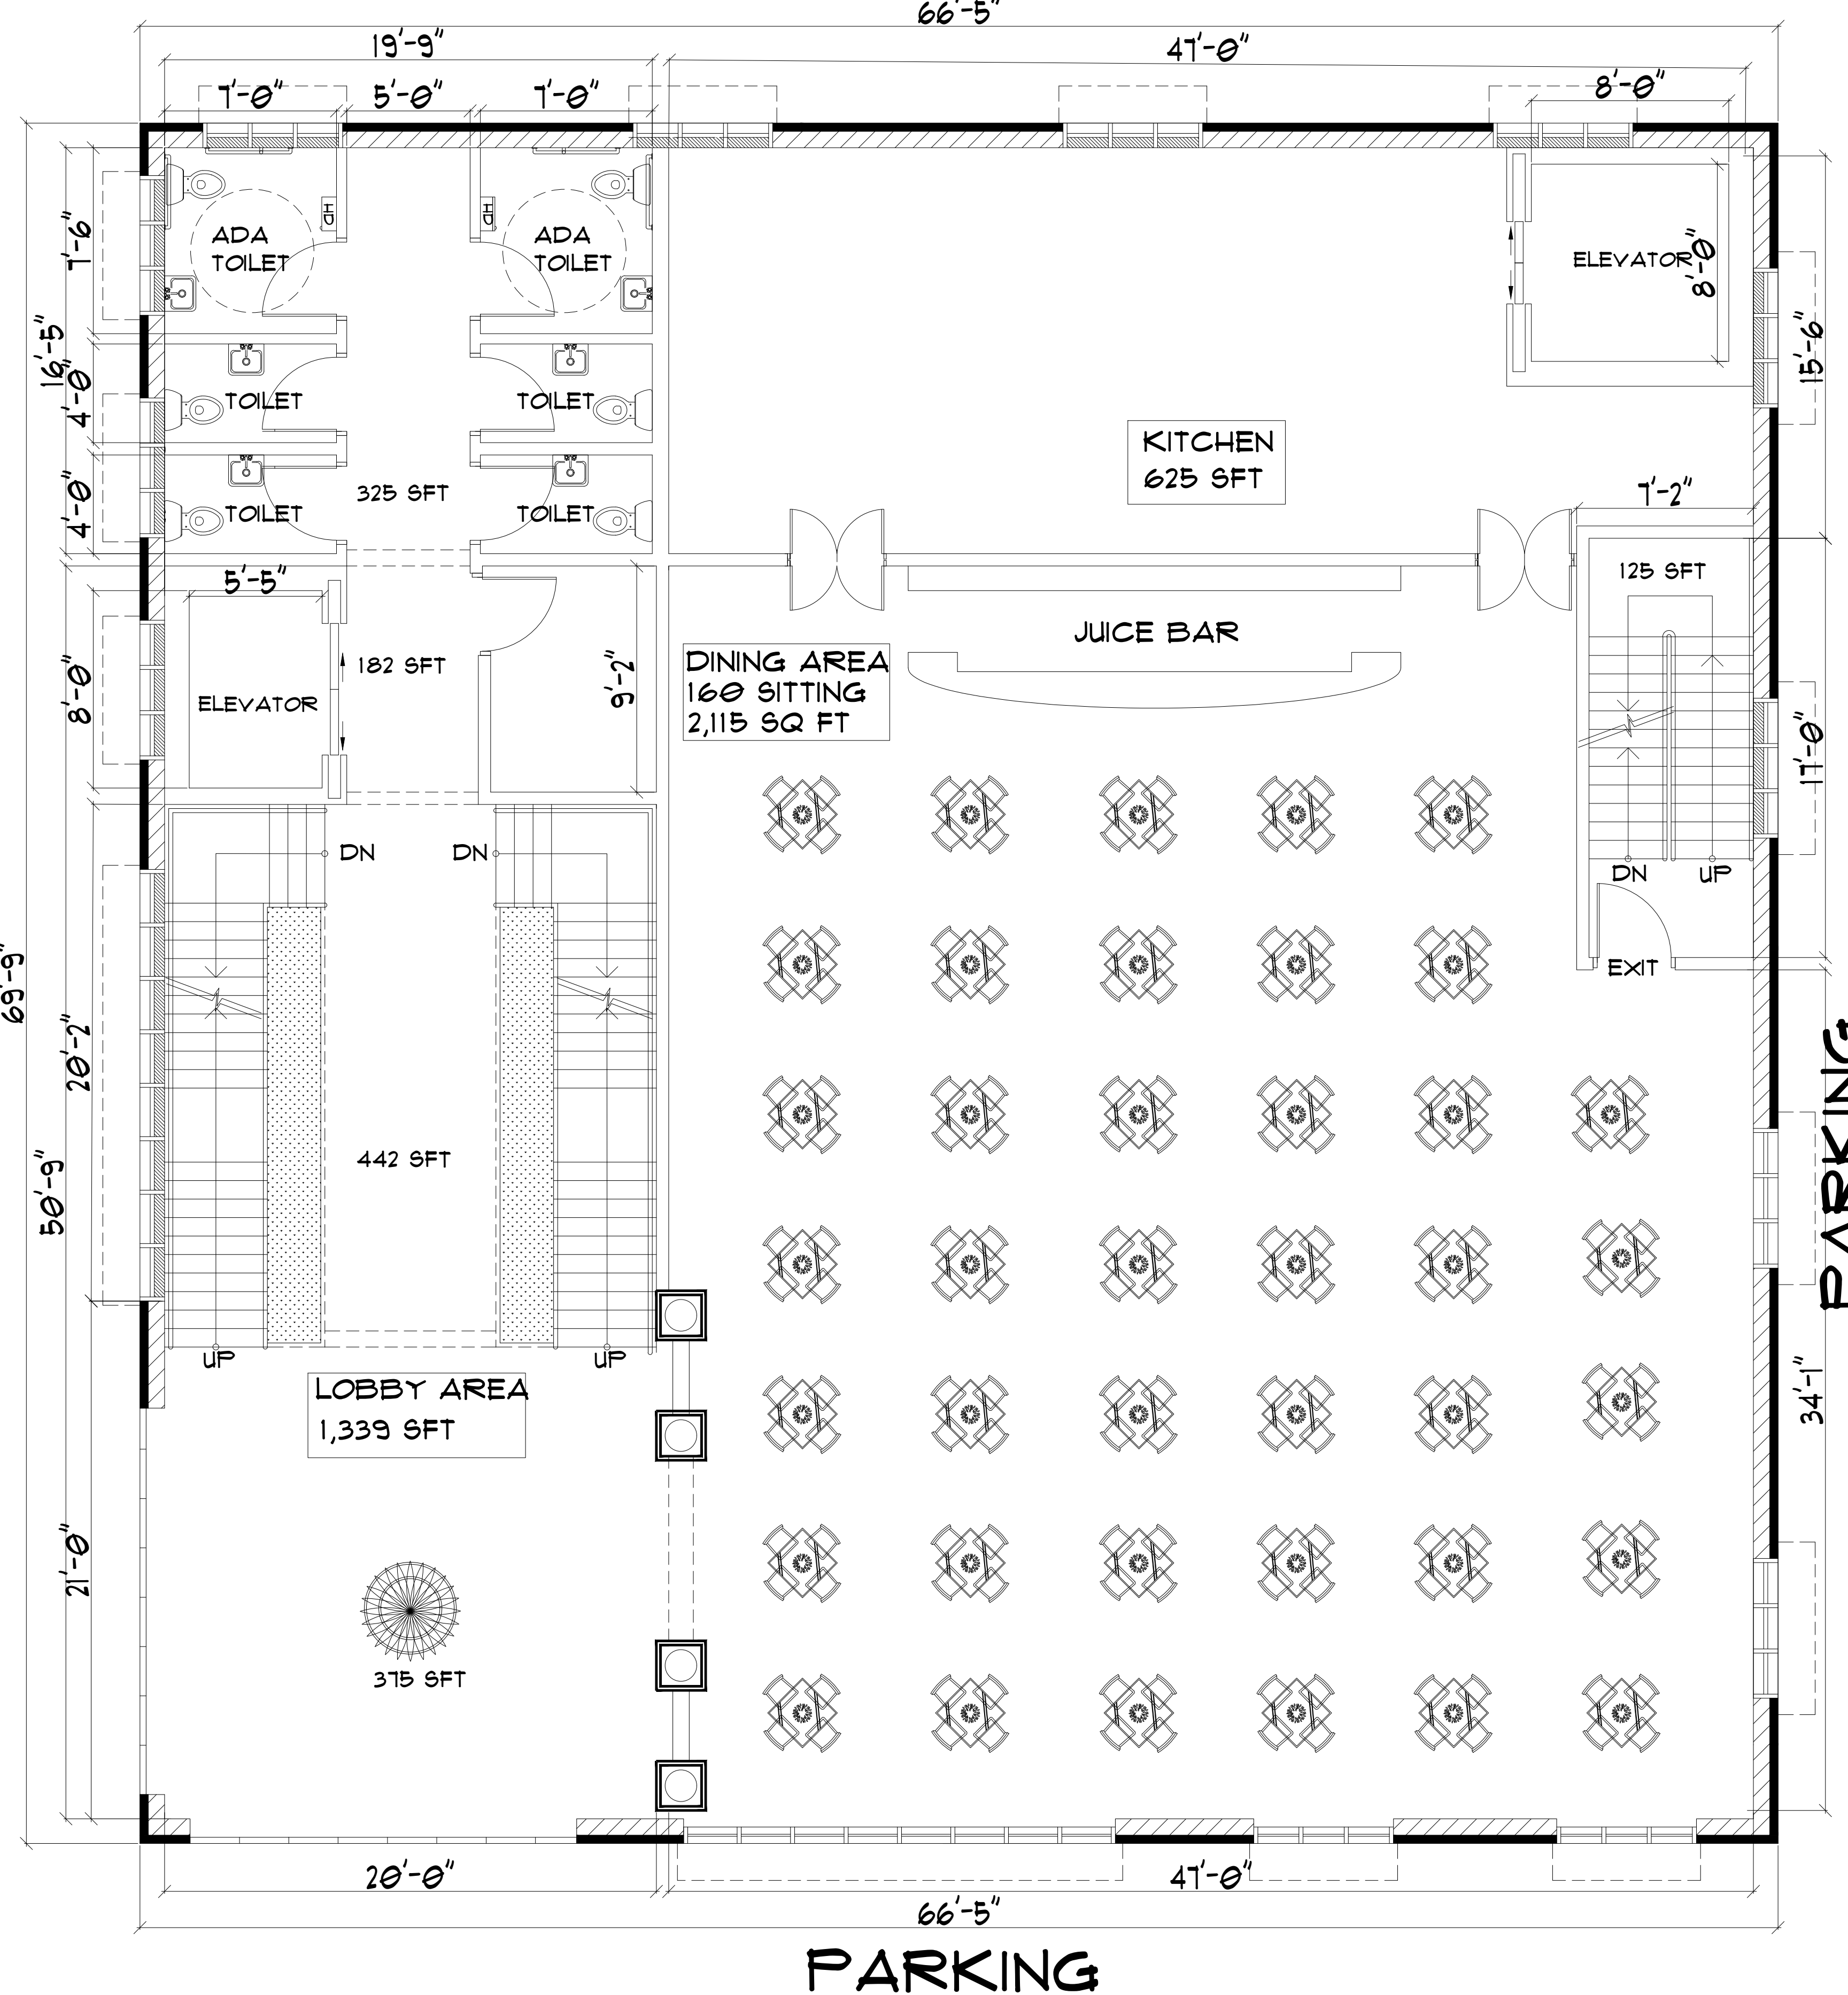 66'-5"
19'-9"
47'-0"
7'-0"
5'-0"
7'-0"
8'-0"
HD
HD
ADA
TOILET
ADA
TOILET
7'-6"
ELEVATOR
8'-0"
16'-5"
15'-6"
4'-0"
TOILET
TOILET
KITCHEN
625 SFT
4'-0"
325 SFT
TOILET
TOILET
7'-2"
5'-5"
125 SFT
JUICE BAR
182 SFT
8'-0"
ELEVATOR
9'-2"
DINING AREA
160 SITTING
2,115 SQ FT
17'-0"
DN
DN
DN
UP
EXIT
69'-9"
20'-2"
PARKING
442 SFT
50'-9"
UP
UP
LOBBY AREA
1,339 SFT
34'-1"
21'-0"
375 SFT
20'-0"
47'-0"
66'-5"
PARKING